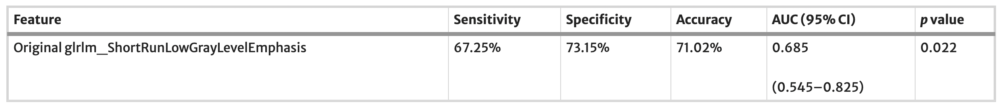 Feature Sensitivity Specificity Accuracy AUC (95% CI) p value
Original glrlm_ShortRunLowGrayLevelEmphasis 67.25% 73.15% 71.02% 0.685 0.022
(0.545–0.825)